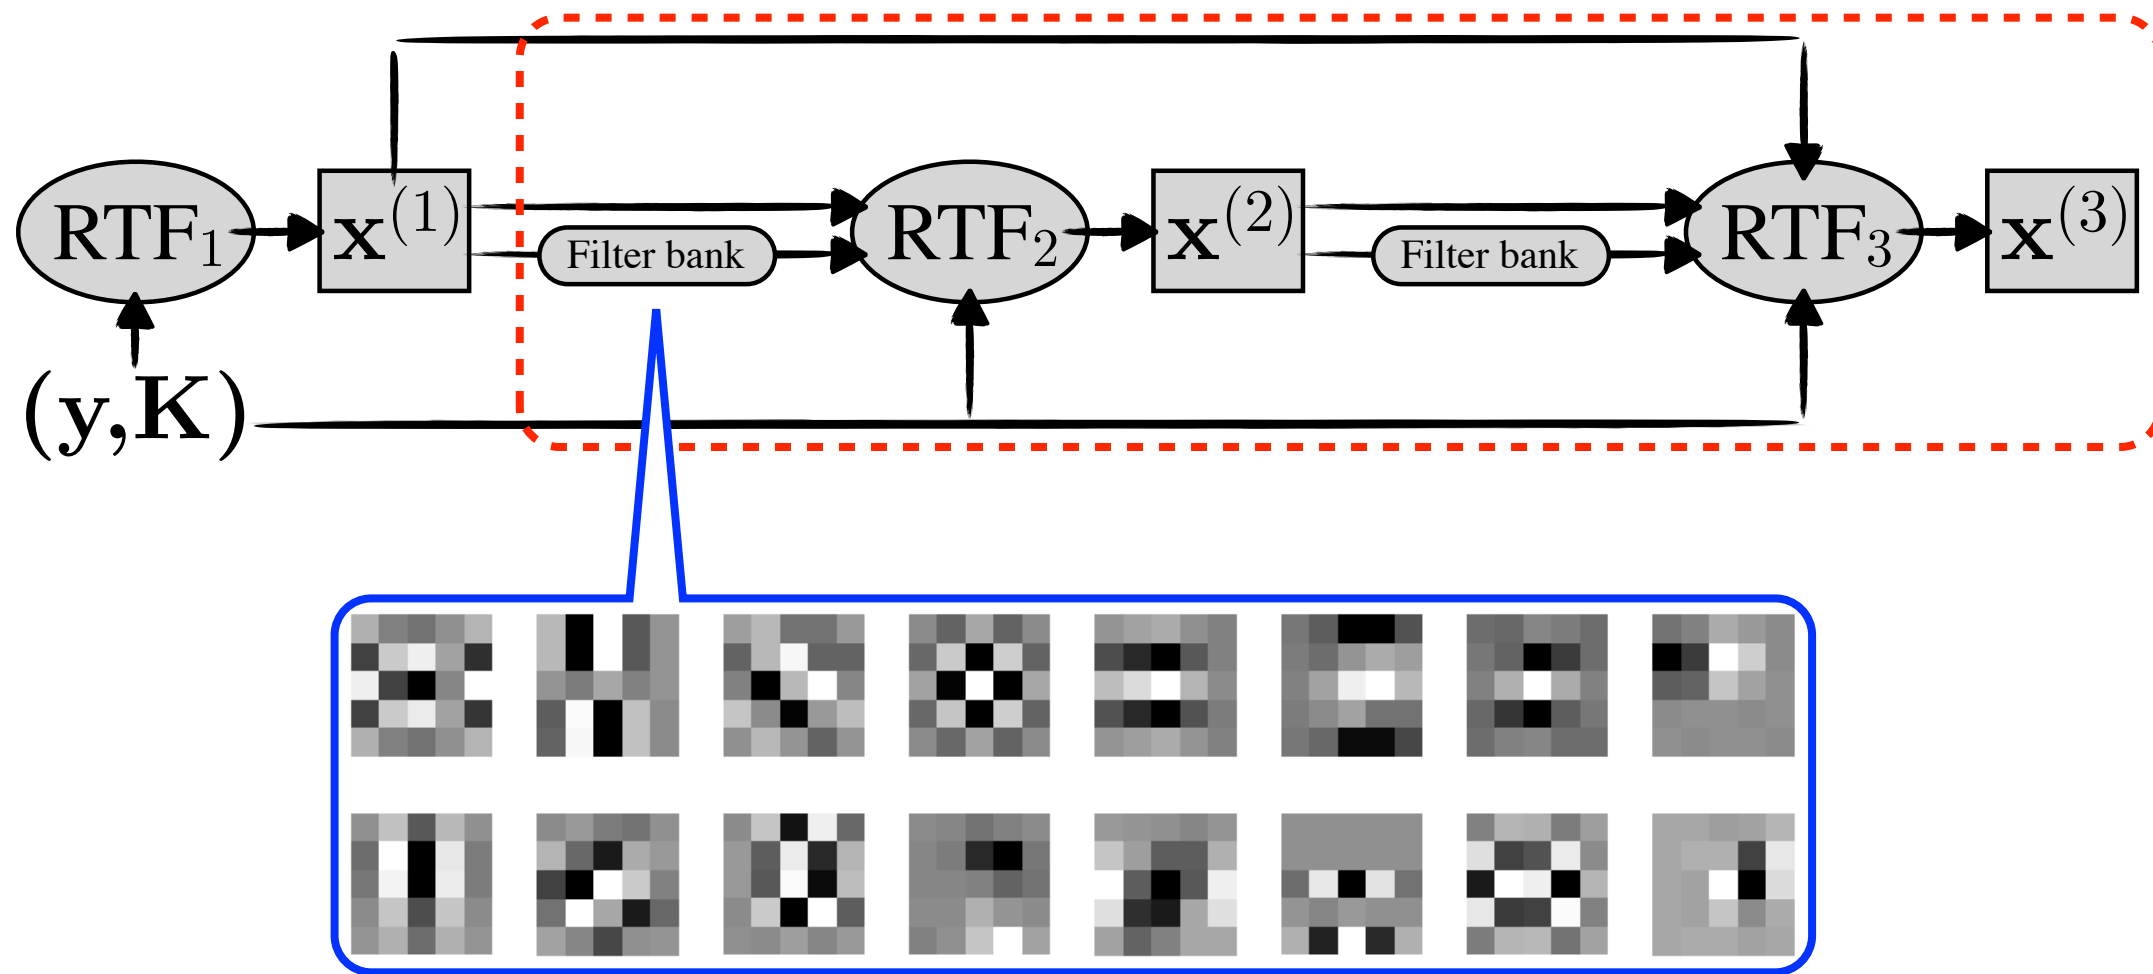 RTF₁
x⁽¹⁾
Filter bank
RTF₂
x⁽²⁾
Filter bank
RTF₃
x⁽³⁾
(y,K)